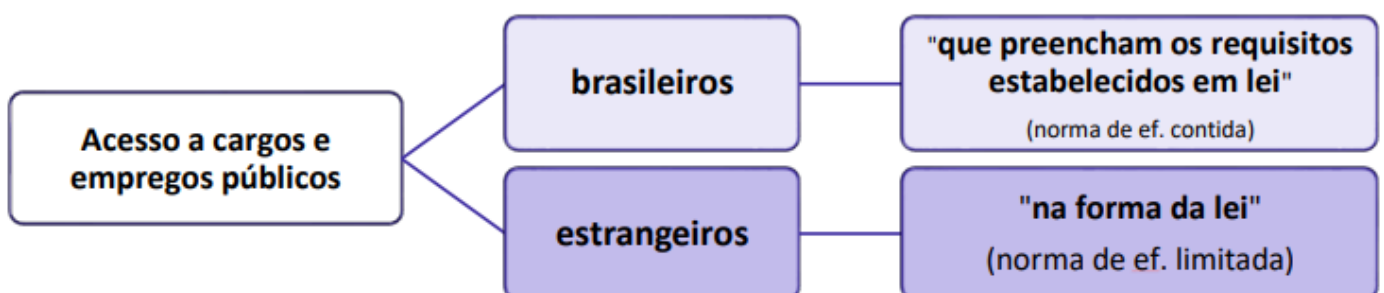 Acesso a cargos e
empregos públicos
brasileiros
"que preencham os requisitos
estabelecidos em lei"
(norma de ef. contida)
estrangeiros
"na forma da lei"
(norma de ef. limitada)